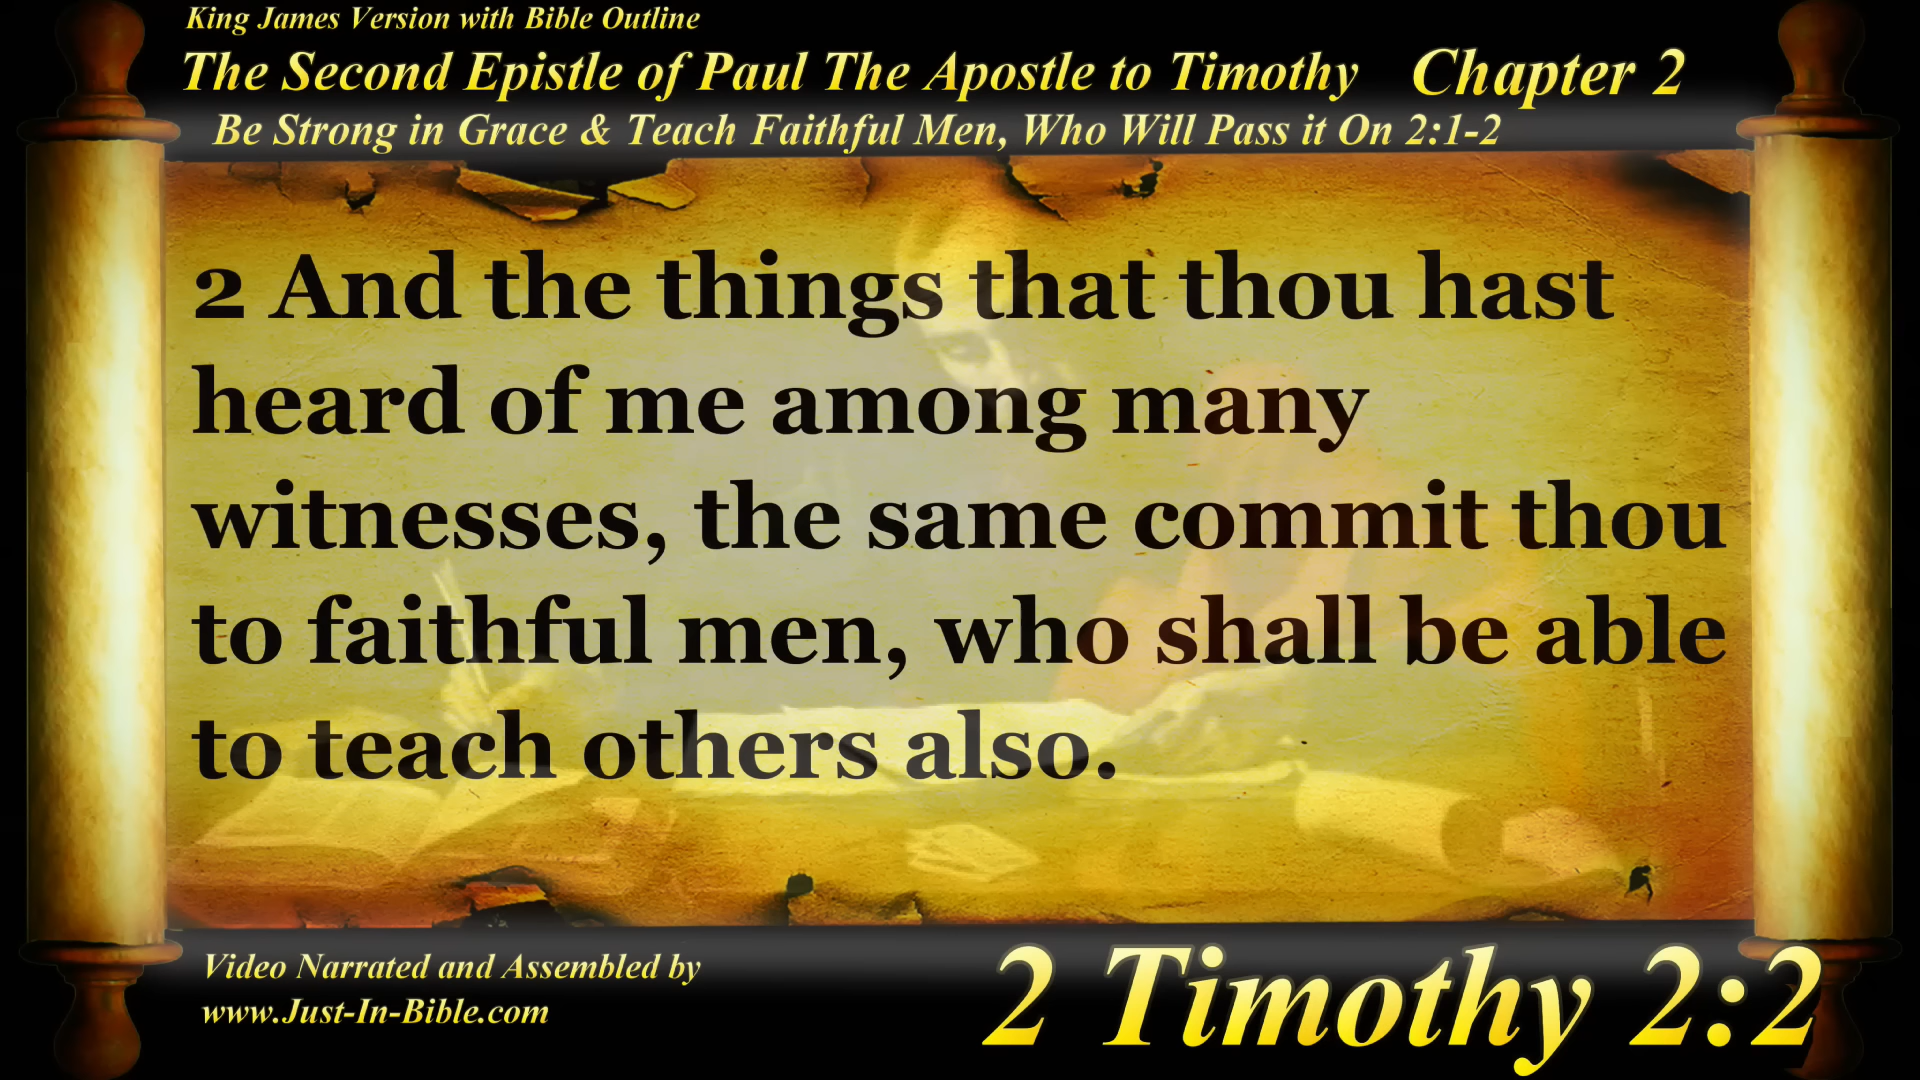 King James Version with Bible Outline
The Second Epistle of Paul The Apostle to Timothy Chapter 2
Be Strong in Grace & Teach Faithful Men, Who Will Pass it On 2:1-2
2 And the things that thou hast
heard of me among many
witnesses, the same commit thou
to faithful men, who shall be able
to teach others also.
Video Narrated and Assembled by
www.Just-In-Bible.com
2 Timothy 2:2